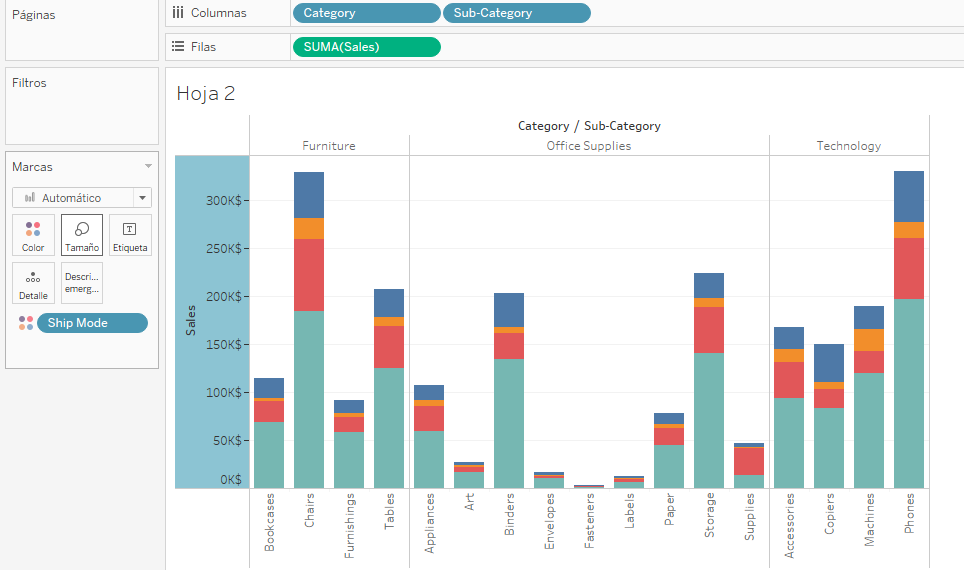 Páginas
Columnas
Category
Sub-Category
Filas
SUMA(Sales)
Filtros
Hoja 2
Marcas
Automático
Color
Tamaño
Etiqueta
Detalle
Descri...
emerg...
Ship Mode
Category / Sub-Category
Furniture
Office Supplies
Technology
Sales
300K$
250K$
200K$
150K$
100K$
50K$
0K$
Bookcases
Chairs
Furnishings
Tables
Appliances
Art
Binders
Envelopes
Fasteners
Labels
Paper
Storage
Supplies
Accessories
Copiers
Machines
Phones